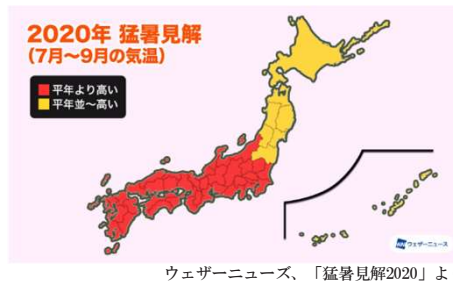 2020年 猛暑見解
(7月〜9月の気温)
平年より高い
平年並〜高い
ウェザーニュース
ウェザーニューズ、「猛暑見解2020」よ